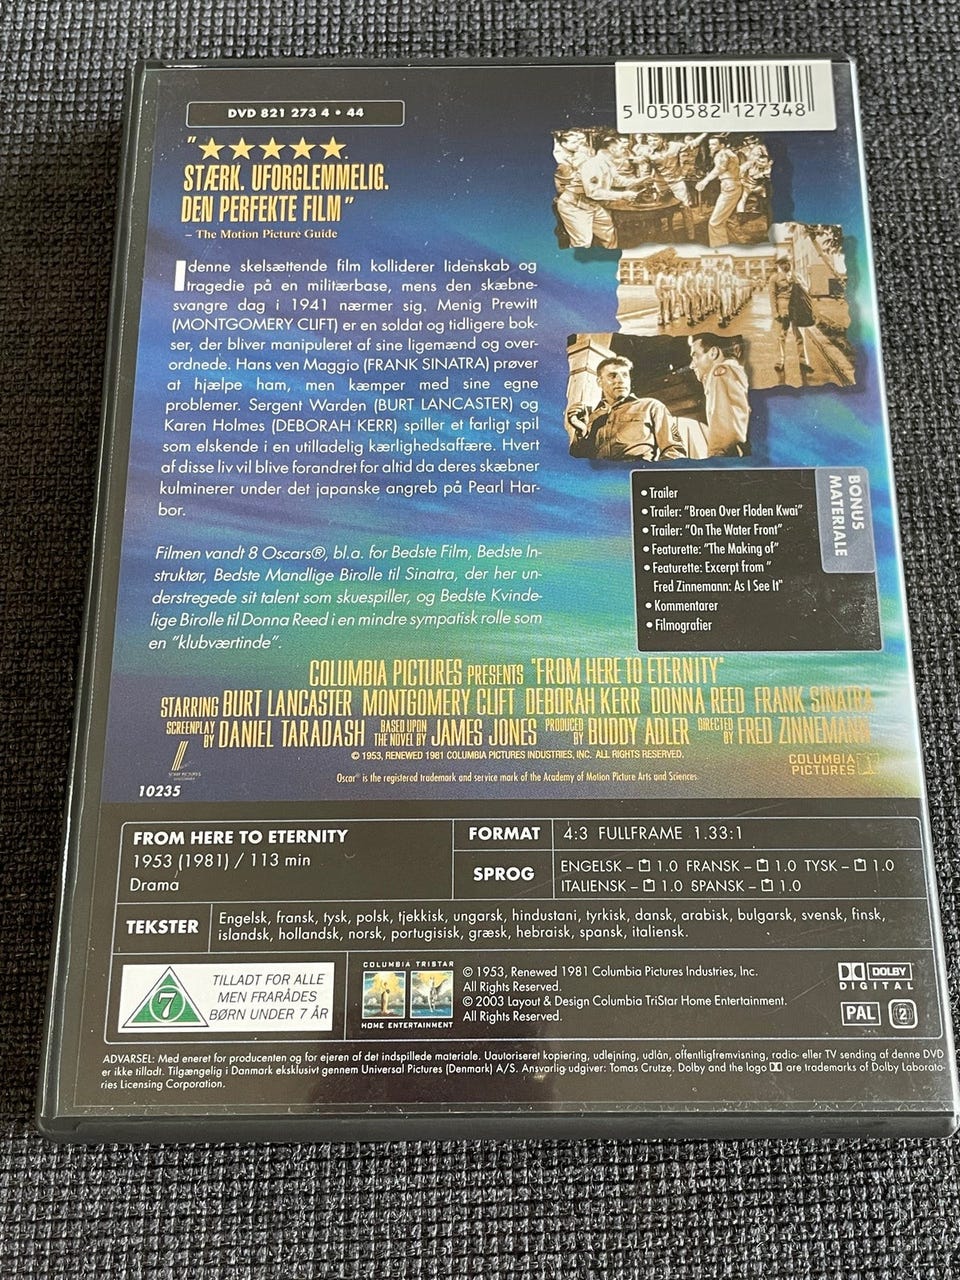 5 050582 127348
DVD 821 273 4 • 44
"★★★★★.
STÆRK. UFORGLEMMELIG.
DEN PERFEKTE FILM"
– The Motion Picture Guide
I denne skelsættende film kolliderer lidenskab og
tragedie på en militærbase, mens den skæbne-
svangre dag i 1941 nærmer sig. Menig Prewitt
(MONTGOMERY CLIFT) er en soldat og tidligere bok-
ser, der bliver manipuleret af sine ligemænd og over-
ordnede. Hans ven Maggio (FRANK SINATRA) prøver
at hjælpe ham, men kæmper med sine egne
problemer. Sergent Warden (BURT LANCASTER) og
Karen Holmes (DEBORAH KERR) spiller et farligt spil
som elskende i en utilladelig kærlighedsaffære. Hvert
af disse liv vil blive forandret for altid da deres skæbner
kulminerer under det japanske angreb på Pearl Har-
bor.
Filmen vandt 8 Oscars®, bl.a. for Bedste Film, Bedste In-
struktør, Bedste Mandlige Birolle til Sinatra, der her un-
derstregede sit talent som skuespiller, og Bedste Kvinde-
lige Birolle til Donna Reed i en mindre sympatisk rolle som
en "klubværtinde".
BONUS
MATERIALE
• Trailer
• Trailer: "Broen Over Floden Kwai"
• Trailer: "On The Water Front"
• Featurette: "The Making of"
• Featurette: Excerpt from "
Fred Zinnemann: As I See It"
• Kommentarer
• Filmografier
COLUMBIA PICTURES PRESENTS "FROM HERE TO ETERNITY"
STARRING BURT LANCASTER MONTGOMERY CLIFT DEBORAH KERR DONNA REED FRANK SINATRA
SCREENPLAY BY DANIEL TARADASH BASED UPON THE NOVEL BY JAMES JONES PRODUCED BY BUDDY ADLER DIRECTED BY FRED ZINNEMANN
© 1953, RENEWED 1981 COLUMBIA PICTURES INDUSTRIES, INC. ALL RIGHTS RESERVED.
COLUMBIA
PICTURES
Oscar® is the registered trademark and service mark of the Academy of Motion Picture Arts and Sciences.
10235
FROM HERE TO ETERNITY
1953 (1981) / 113 min
Drama
FORMAT 4:3 FULLFRAME 1.33:1
SPROG ENGELSK – 1.0 FRANSK – 1.0 TYSK – 1.0
ITALIENSK – 1.0 SPANSK – 1.0
TEKSTER Engelsk, fransk, tysk, polsk, tjekkisk, ungarsk, hindustani, tyrkisk, dansk, arabisk, bulgarsk, svensk, finsk,
islandsk, hollandsk, norsk, portugisisk, græsk, hebraisk, spansk, italiensk.
7
TILLADT FOR ALLE
MEN FRARÅDES
BØRN UNDER 7 ÅR
COLUMBIA TRISTAR
HOME ENTERTAINMENT
© 1953, Renewed 1981 Columbia Pictures Industries, Inc.
All Rights Reserved.
© 2003 Layout & Design Columbia TriStar Home Entertainment.
All Rights Reserved.
DOLBY
DIGITAL
PAL 2
ADVARSEL: Med eneret for producenten og for ejeren af det indspillede materiale. Uautoriseret kopiering, udlejning, udlån, offentligfremvisning, radio- eller TV sending af denne DVD
er ikke tilladt. Tilgængelig i Danmark eksklusivt gennem Universal Pictures (Denmark) A/S. Ansvarlig udgiver: Tomas Crutze. Dolby and the logo are trademarks of Dolby Laborato-
ries Licensing Corporation.